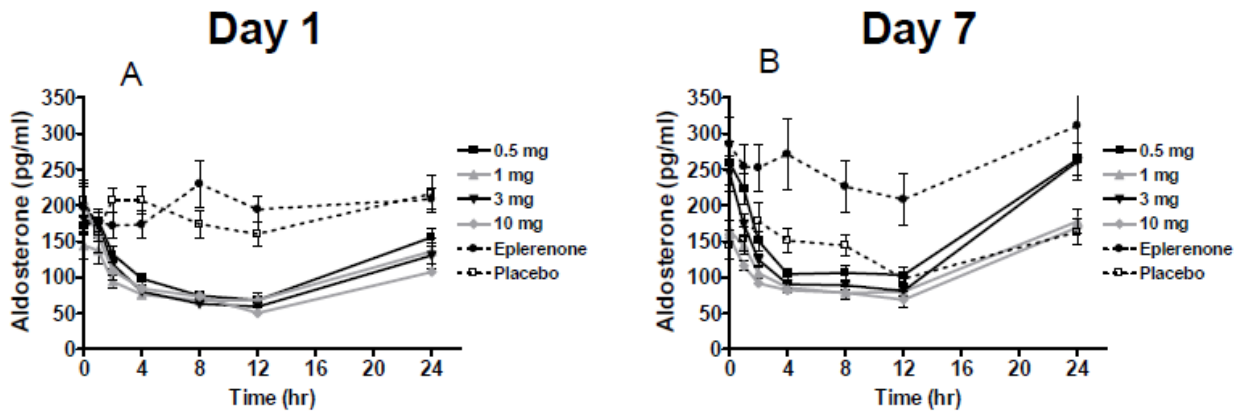 Day 1
A
Aldosterone (pg/ml)
350
300
250
200
150
100
50
0
0 4 8 12 16 20 24
Time (hr)
0.5 mg
1 mg
3 mg
10 mg
Eplerenone
Placebo
Day 7
B
Aldosterone (pg/ml)
350
300
250
200
150
100
50
0
0 4 8 12 16 20 24
Time (hr)
0.5 mg
1 mg
3 mg
10 mg
Eplerenone
Placebo